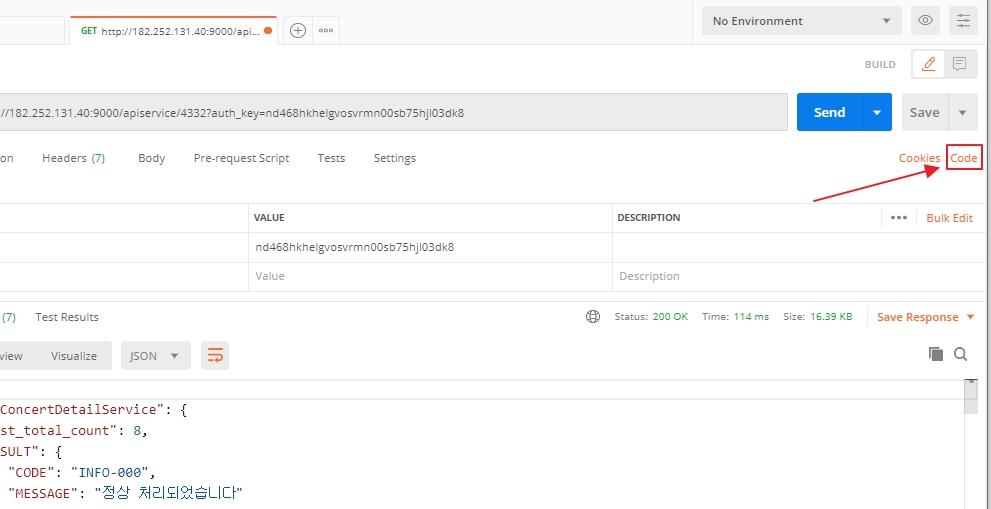 GET http://182.252.131.40:9000/api...
No Environment
BUILD
//182.252.131.40:9000/apiservice/4332?auth_key=nd468hkhelgvosvrmn00sb75hjl03dk8
Send
Save
on Headers (7) Body Pre-request Script Tests Settings Cookies Code
VALUE DESCRIPTION ••• Bulk Edit
nd468hkhelgvosvrmn00sb75hjl03dk8
Value Description
(7) Test Results Status: 200 OK Time: 114 ms Size: 16.39 KB Save Response
view Visualize JSON
ConcertDetailService": {
st_total_count": 8,
SULT": {
"CODE": "INFO-000",
"MESSAGE": "정상 처리되었습니다"